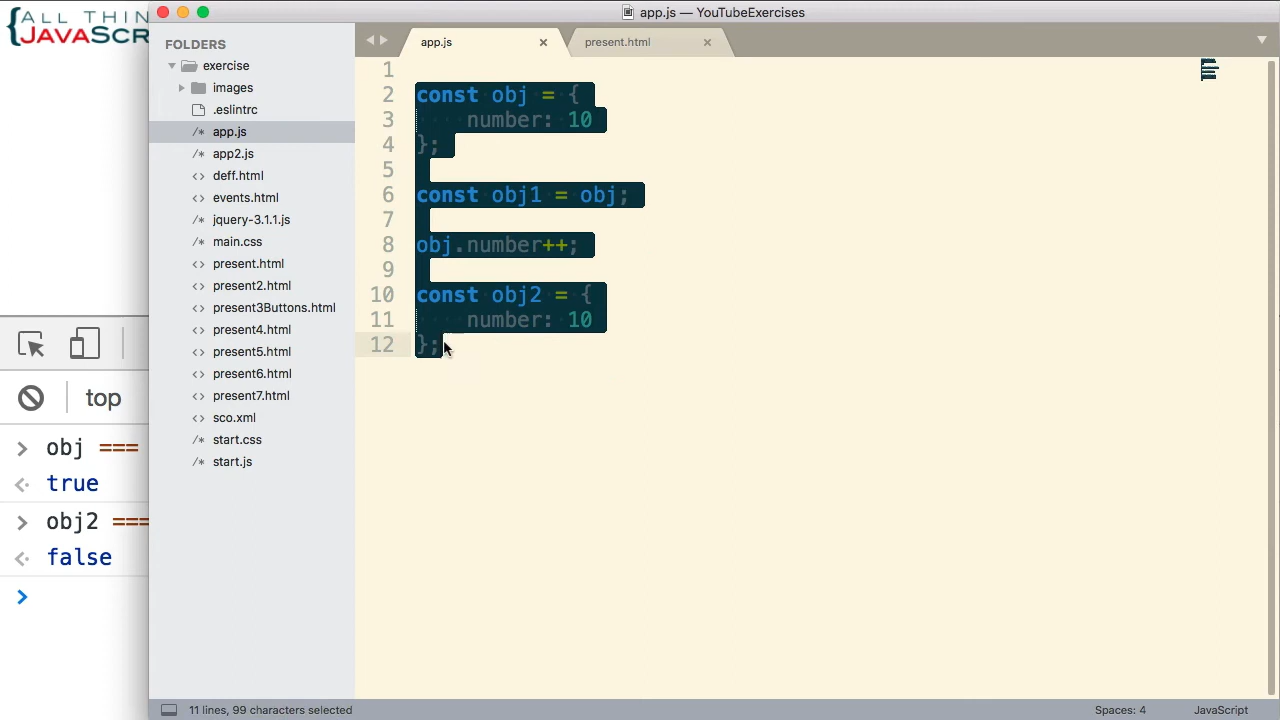 {ALL THIN
JAVASCR
app.js — YouTubeExercises
FOLDERS
exercise
images
.eslintrc
/* app.js
/* app2.js
<> deff.html
<> events.html
/* jquery-3.1.1.js
/* main.css
<> present.html
<> present2.html
<> present3Buttons.html
<> present4.html
<> present5.html
<> present6.html
<> present7.html
<> sco.xml
/* start.css
/* start.js
app.js ×
present.html ×
1
2 const obj = {
3     number: 10
4 };
5
6 const obj1 = obj;
7
8 obj.number++;
9
10 const obj2 = {
11     number: 10
12 };
top
> obj ===
<· true
> obj2 ===
<· false
>
11 lines, 99 characters selected
Spaces: 4
JavaScript